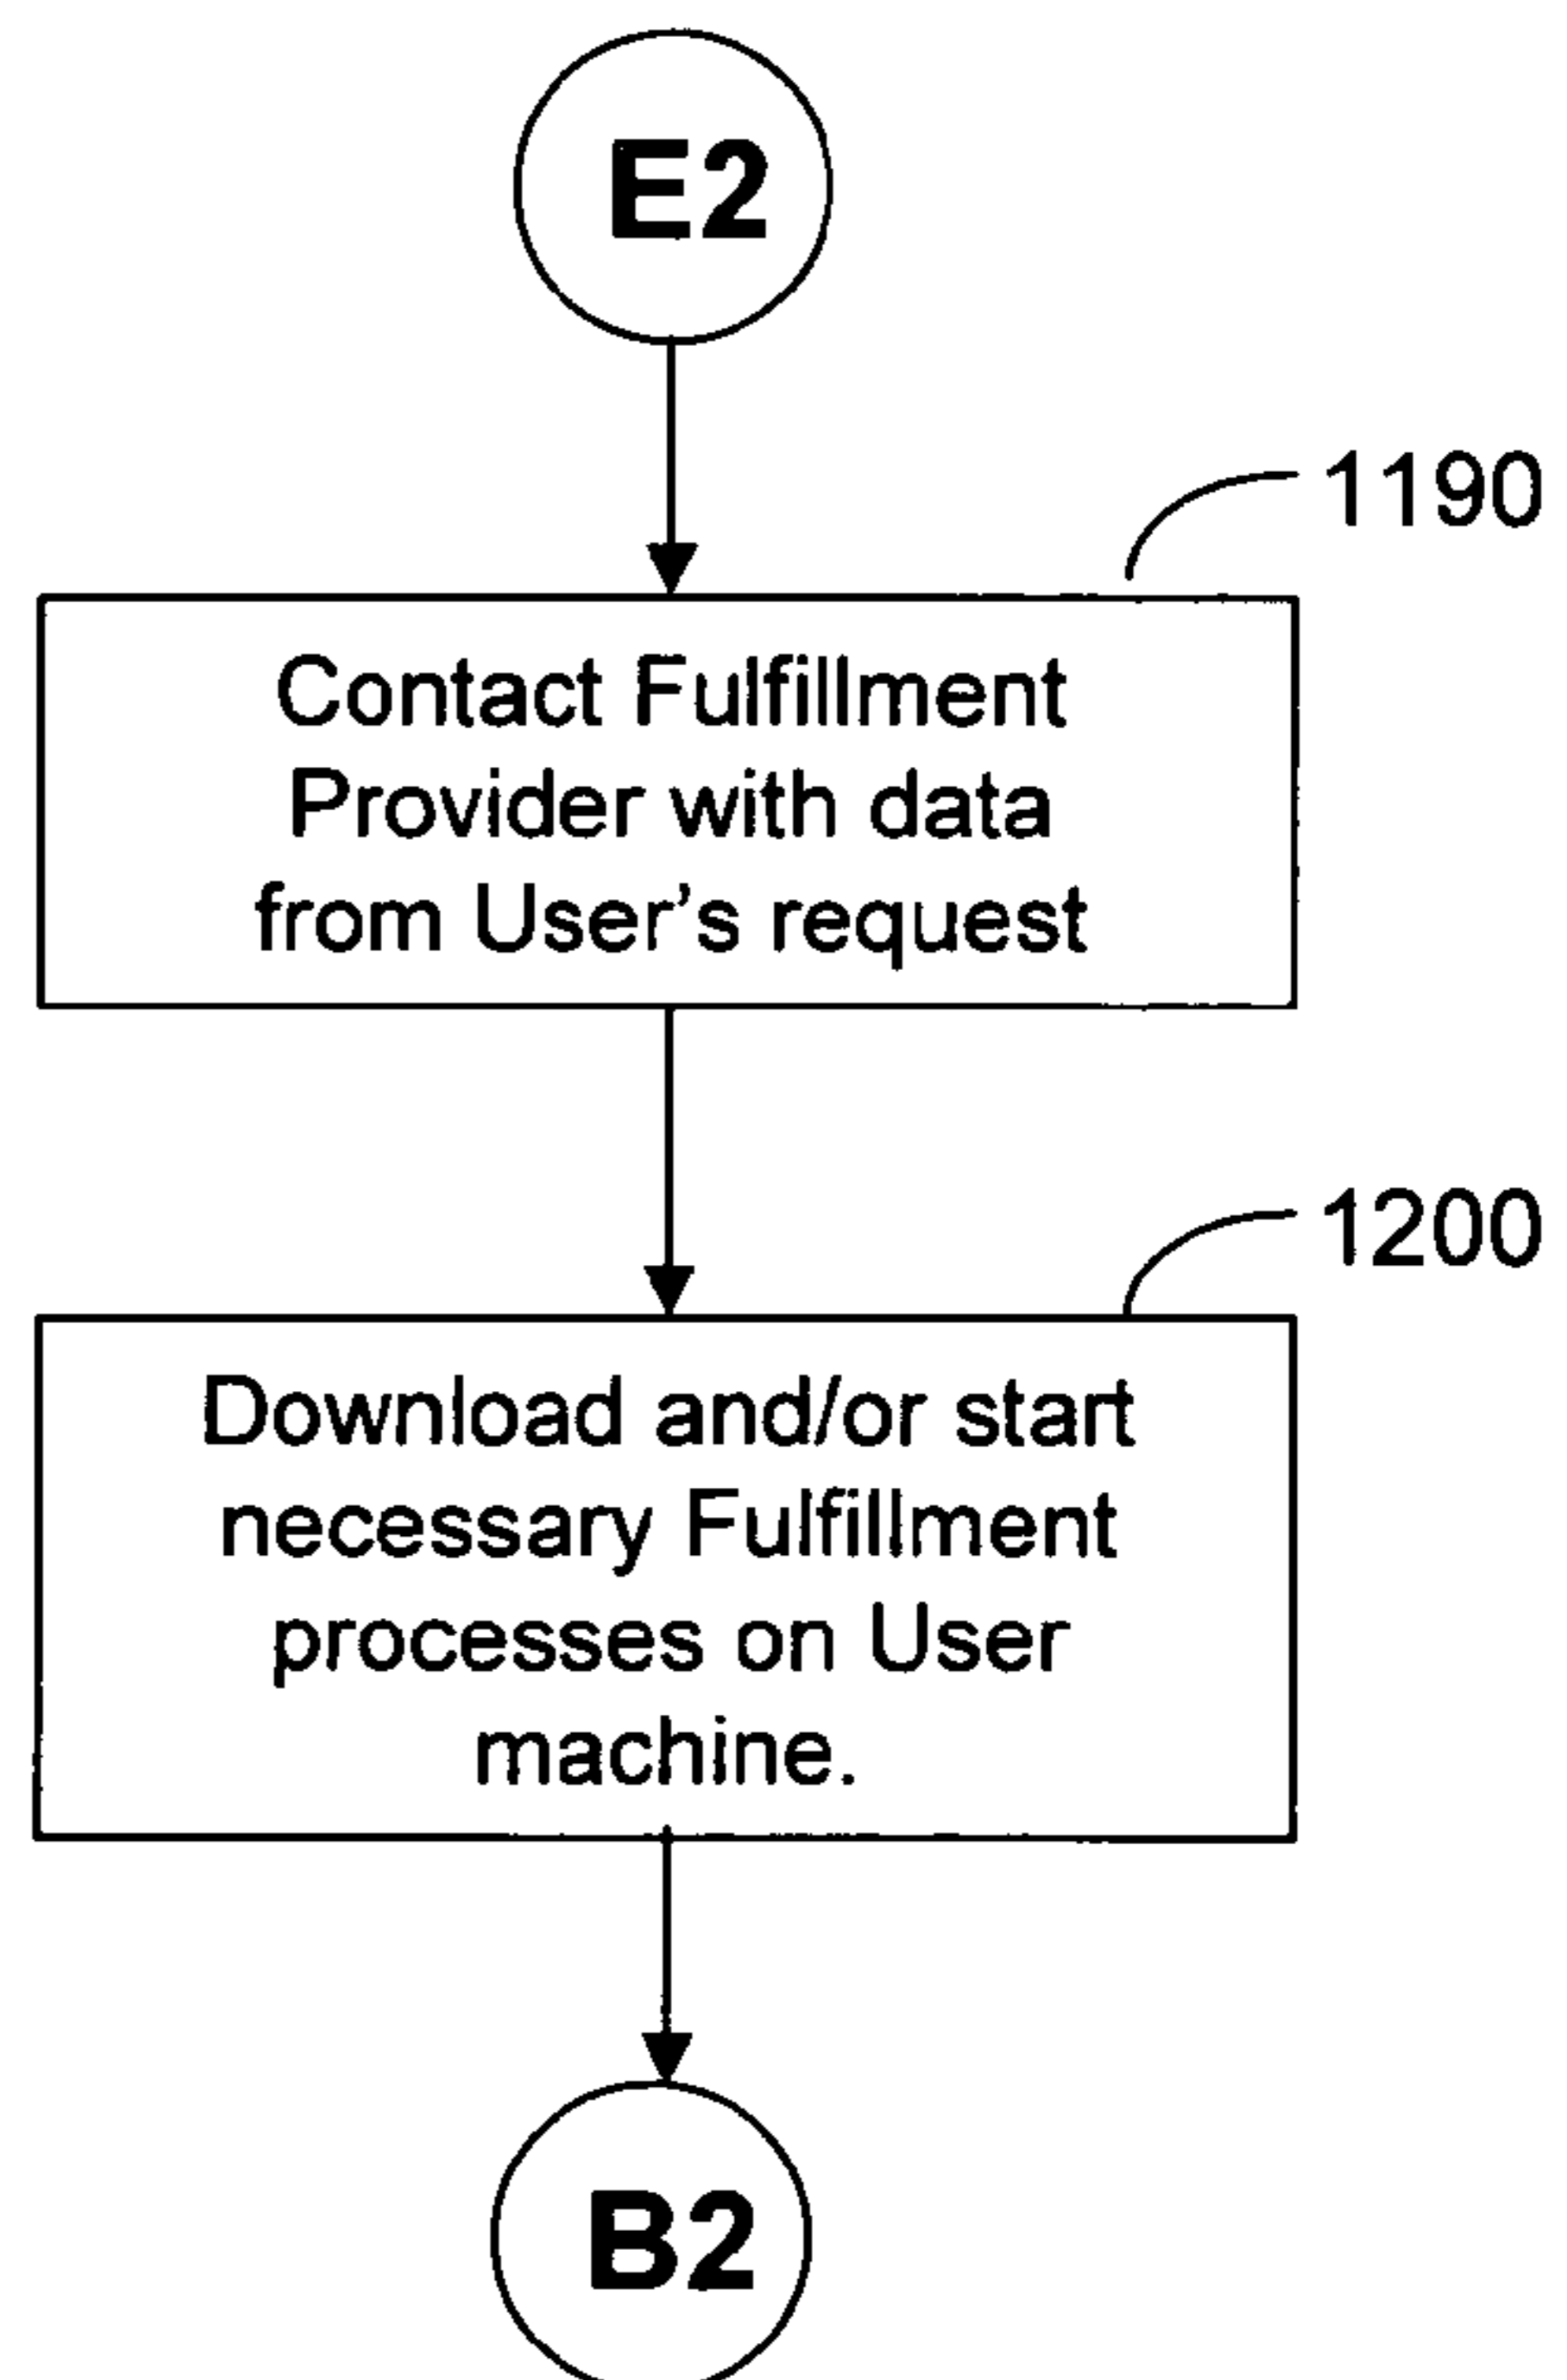 E2
1190
Contact Fulfillment
Provider with data
from User’s request
1200
Download and/or start
necessary Fulfillment
processes on User
machine.
B2